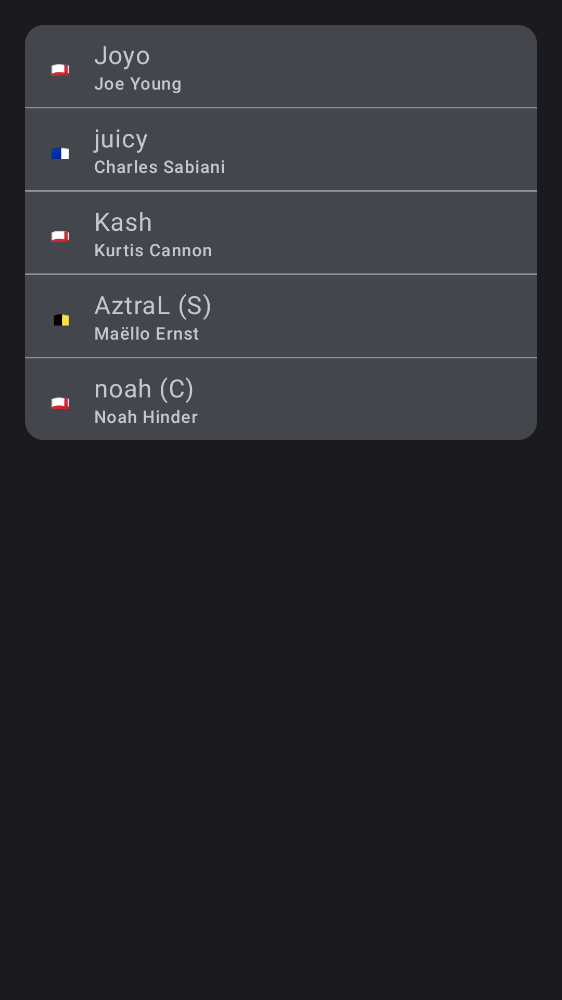 Joyo
Joe Young
juicy
Charles Sabiani
Kash
Kurtis Cannon
AztraL (S)
Maëllo Ernst
noah (C)
Noah Hinder